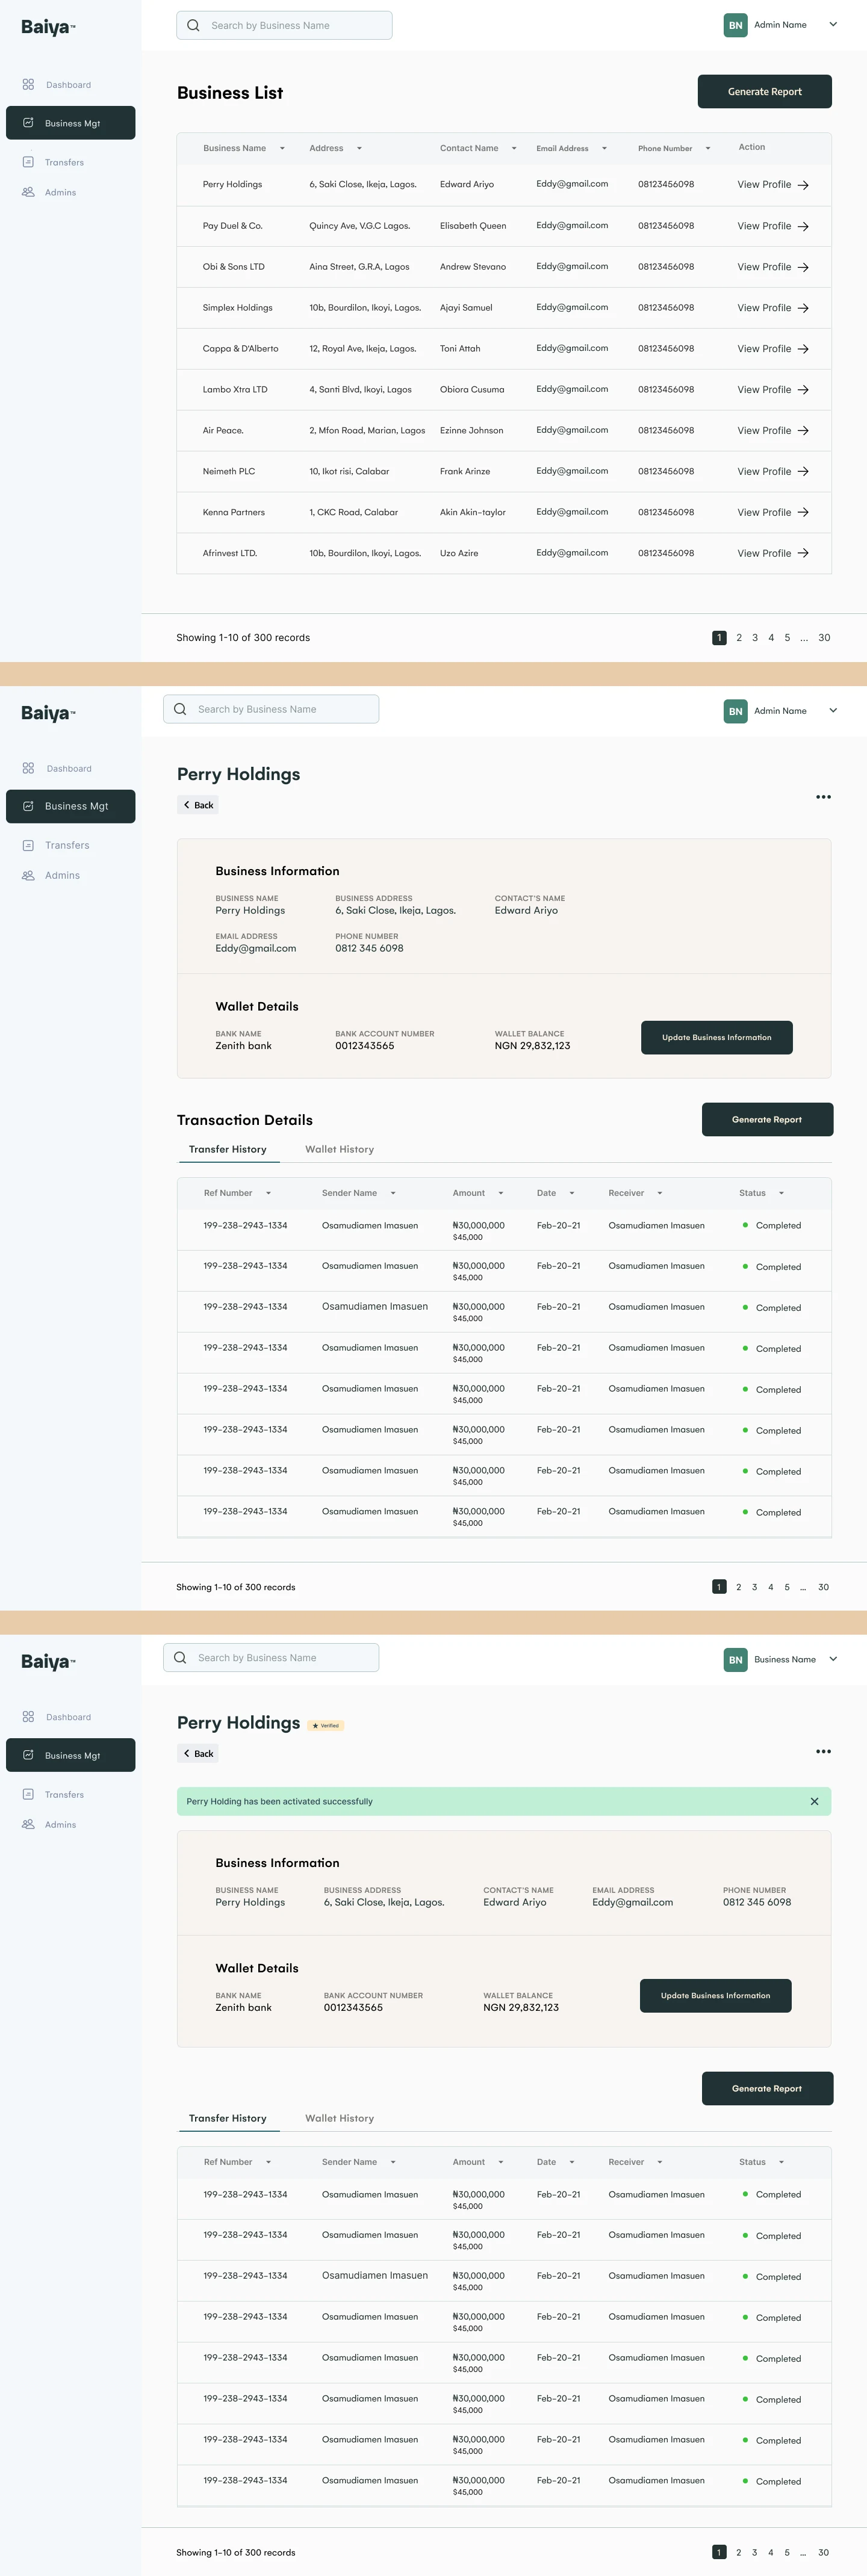 Baiya™
Search by Business Name
BN Admin Name
Dashboard
Business Mgt
Transfers
Admins
Business List
Generate Report
Business Name Address Contact Name Email Address Phone Number Action
Perry Holdings 6, Saki Close, Ikeja, Lagos. Edward Ariyo Eddy@gmail.com 08123456098 View Profile
Pay Duel & Co. Quincy Ave, V.G.C Lagos. Elisabeth Queen Eddy@gmail.com 08123456098 View Profile
Obi & Sons LTD Aina Street, G.R.A, Lagos Andrew Stevano Eddy@gmail.com 08123456098 View Profile
Simplex Holdings 10b, Bourdilon, Ikoyi, Lagos. Ajayi Samuel Eddy@gmail.com 08123456098 View Profile
Cappa & D'Alberto 12, Royal Ave, Ikeja, Lagos. Toni Attah Eddy@gmail.com 08123456098 View Profile
Lambo Xtra LTD 4, Santi Blvd, Ikoyi, Lagos Obiora Cusuma Eddy@gmail.com 08123456098 View Profile
Air Peace. 2, Mfon Road, Marian, Lagos Ezinne Johnson Eddy@gmail.com 08123456098 View Profile
Neimeth PLC 10, Ikot risi, Calabar Frank Arinze Eddy@gmail.com 08123456098 View Profile
Kenna Partners 1, CKC Road, Calabar Akin Akin-taylor Eddy@gmail.com 08123456098 View Profile
Afrinvest LTD. 10b, Bourdilon, Ikoyi, Lagos. Uzo Azire Eddy@gmail.com 08123456098 View Profile
Showing 1-10 of 300 records
1 2 3 4 5 ... 30
Baiya™
Search by Business Name
BN Admin Name
Dashboard
Business Mgt
Transfers
Admins
Perry Holdings
Back
Business Information
BUSINESS NAME BUSINESS ADDRESS CONTACT'S NAME
Perry Holdings 6, Saki Close, Ikeja, Lagos. Edward Ariyo
EMAIL ADDRESS PHONE NUMBER
Eddy@gmail.com 0812 345 6098
Wallet Details
BANK NAME BANK ACCOUNT NUMBER WALLET BALANCE
Zenith bank 0012343565 NGN 29,832,123
Update Business Information
Transaction Details
Generate Report
Transfer History Wallet History
Ref Number Sender Name Amount Date Receiver Status
199-238-2943-1334 Osamudiamen Imasuen ₦30,000,000 Feb-20-21 Osamudiamen Imasuen Completed
$45,000
199-238-2943-1334 Osamudiamen Imasuen ₦30,000,000 Feb-20-21 Osamudiamen Imasuen Completed
$45,000
199-238-2943-1334 Osamudiamen Imasuen ₦30,000,000 Feb-20-21 Osamudiamen Imasuen Completed
$45,000
199-238-2943-1334 Osamudiamen Imasuen ₦30,000,000 Feb-20-21 Osamudiamen Imasuen Completed
$45,000
199-238-2943-1334 Osamudiamen Imasuen ₦30,000,000 Feb-20-21 Osamudiamen Imasuen Completed
$45,000
199-238-2943-1334 Osamudiamen Imasuen ₦30,000,000 Feb-20-21 Osamudiamen Imasuen Completed
$45,000
199-238-2943-1334 Osamudiamen Imasuen ₦30,000,000 Feb-20-21 Osamudiamen Imasuen Completed
$45,000
199-238-2943-1334 Osamudiamen Imasuen ₦30,000,000 Feb-20-21 Osamudiamen Imasuen Completed
$45,000
Showing 1-10 of 300 records
1 2 3 4 5 ... 30
Baiya™
Search by Business Name
BN Business Name
Dashboard
Business Mgt
Transfers
Admins
Perry Holdings Verified
Back
Perry Holding has been activated successfully
Business Information
BUSINESS NAME BUSINESS ADDRESS CONTACT'S NAME EMAIL ADDRESS PHONE NUMBER
Perry Holdings 6, Saki Close, Ikeja, Lagos. Edward Ariyo Eddy@gmail.com 0812 345 6098
Wallet Details
BANK NAME BANK ACCOUNT NUMBER WALLET BALANCE
Zenith bank 0012343565 NGN 29,832,123
Update Business Information
Generate Report
Transfer History Wallet History
Ref Number Sender Name Amount Date Receiver Status
199-238-2943-1334 Osamudiamen Imasuen ₦30,000,000 Feb-20-21 Osamudiamen Imasuen Completed
$45,000
199-238-2943-1334 Osamudiamen Imasuen ₦30,000,000 Feb-20-21 Osamudiamen Imasuen Completed
$45,000
199-238-2943-1334 Osamudiamen Imasuen ₦30,000,000 Feb-20-21 Osamudiamen Imasuen Completed
$45,000
199-238-2943-1334 Osamudiamen Imasuen ₦30,000,000 Feb-20-21 Osamudiamen Imasuen Completed
$45,000
199-238-2943-1334 Osamudiamen Imasuen ₦30,000,000 Feb-20-21 Osamudiamen Imasuen Completed
$45,000
199-238-2943-1334 Osamudiamen Imasuen ₦30,000,000 Feb-20-21 Osamudiamen Imasuen Completed
$45,000
199-238-2943-1334 Osamudiamen Imasuen ₦30,000,000 Feb-20-21 Osamudiamen Imasuen Completed
$45,000
199-238-2943-1334 Osamudiamen Imasuen ₦30,000,000 Feb-20-21 Osamudiamen Imasuen Completed
$45,000
Showing 1-10 of 300 records
1 2 3 4 5 ... 30